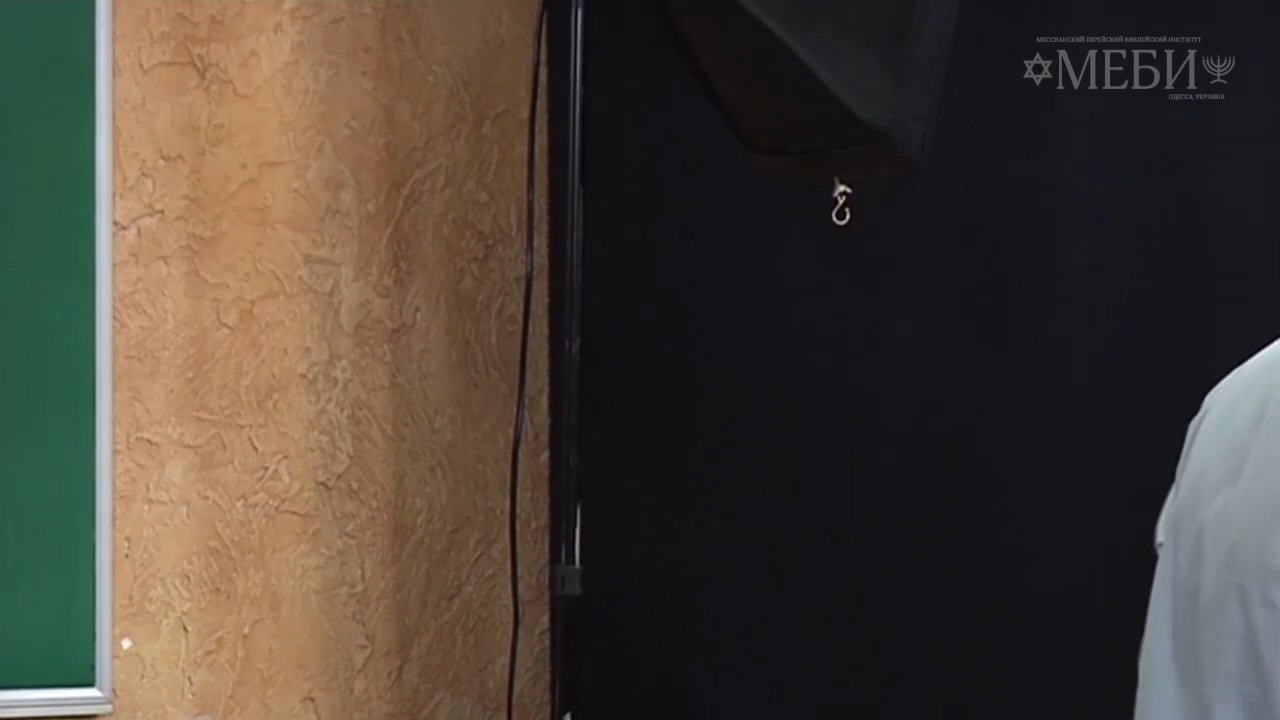 МЕССИАНСКИЙ ЕВРЕЙСКИЙ БИБЛЕЙСКИЙ ИНСТИТУТ
МЕБИ
ОДЕССА, УКРАИНА